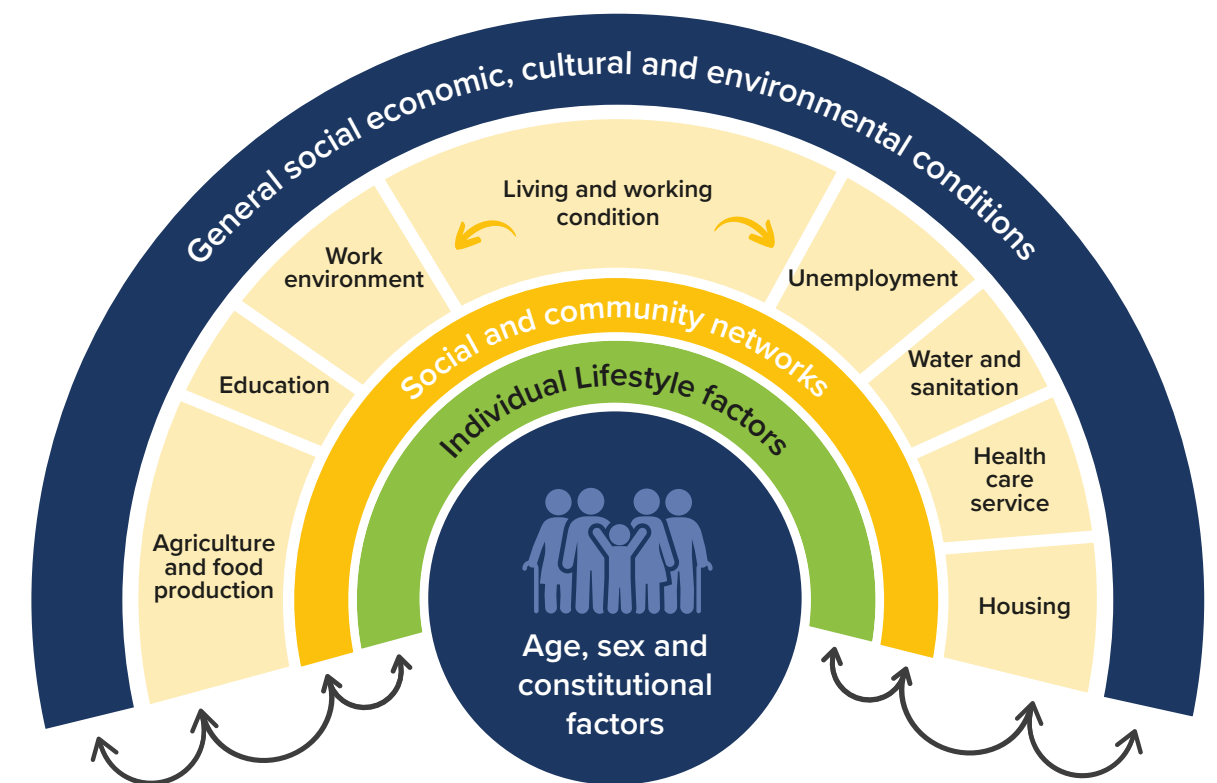 General social economic, cultural and environmental conditions
Living and working
condition
Work
environment
Unemployment
Education
Water and
sanitation
Agriculture
and food
production
Health
care
service
Housing
Social and community networks
Individual Lifestyle factors
Age, sex and
constitutional
factors